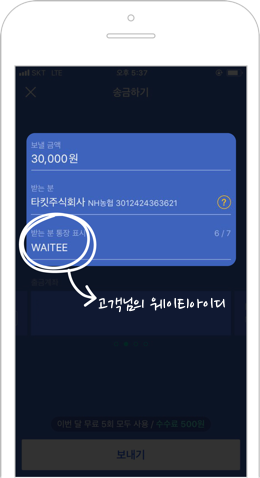 SKT LTE 오후 5:37
송금하기
보낼 금액
30,000원
받는 분
타킷주식회사 NH농협 3012424363621 ?
받는 분 통장 표시 6 / 7
WAITEE
고객님의 웨이티아이디
이번 달 무료 5회 모두 사용 / 수수료 500원
보내기